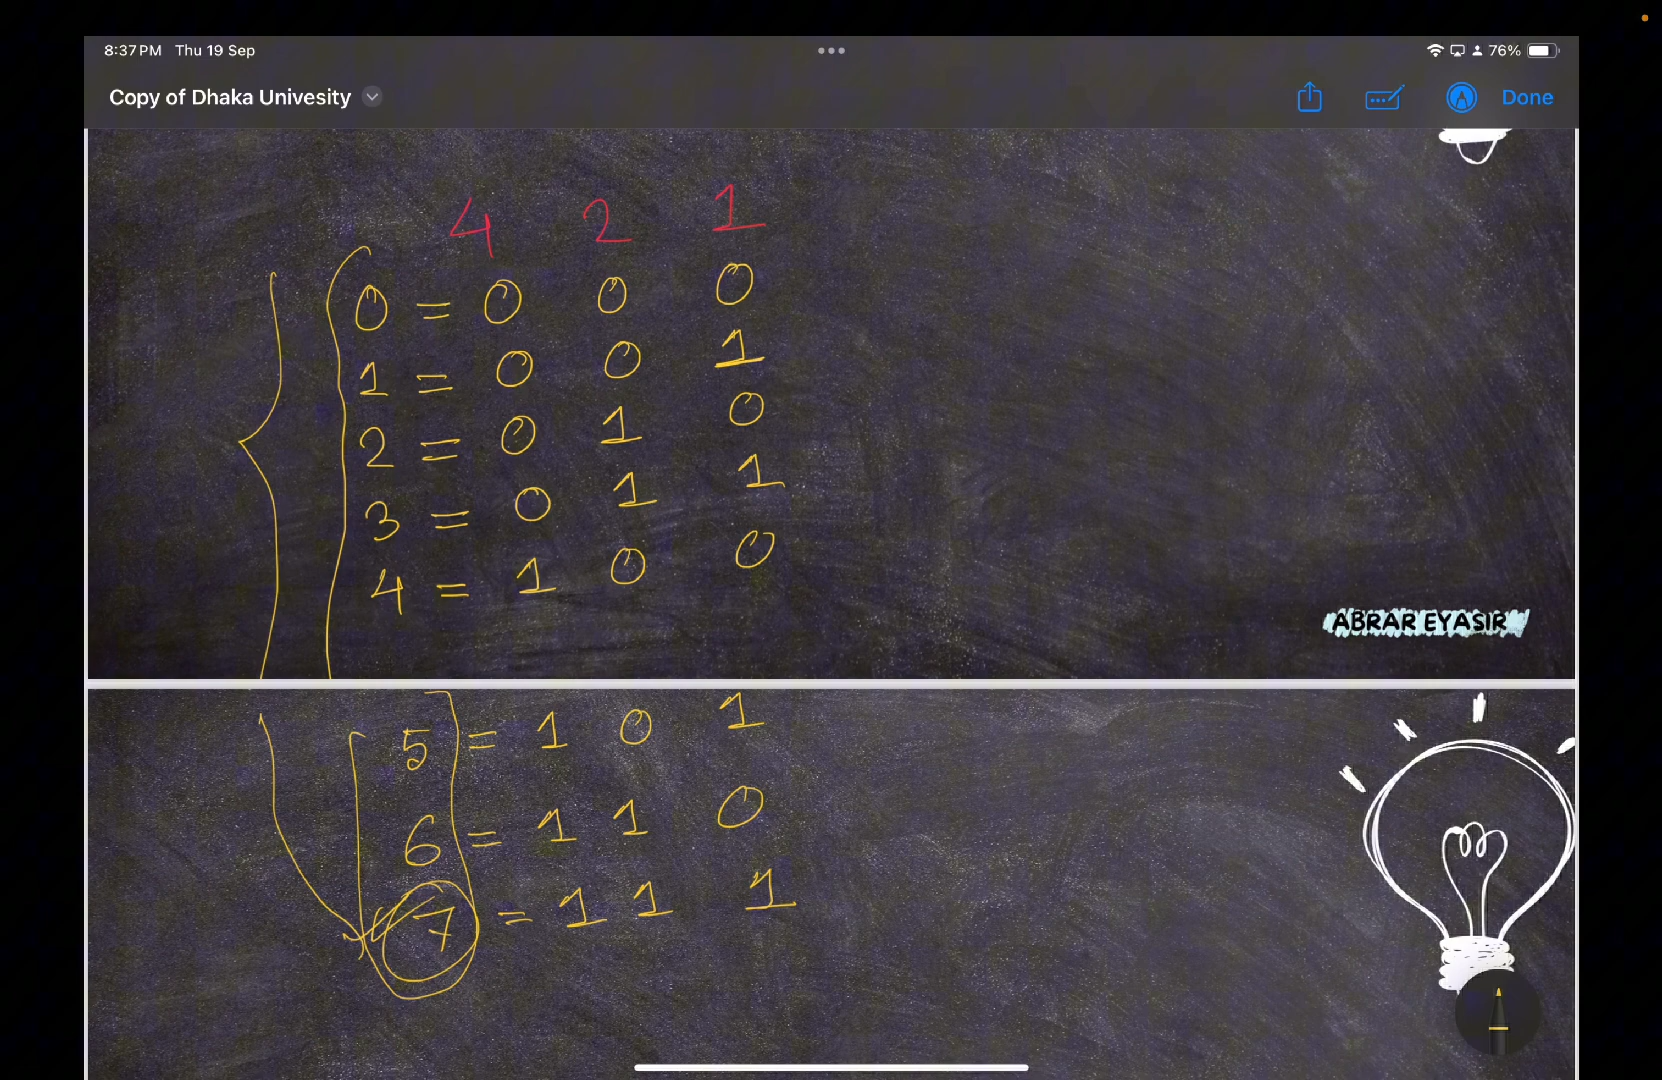 8:37 PM Thu 19 Sep
76%
Copy of Dhaka Univesity
Done
4 2 1
0 = 0 0 0
1 = 0 0 1
2 = 0 1 0
3 = 0 1 1
4 = 1 0 0
ABRAR EYASIR
5 = 1 0 1
6 = 1 1 0
7 = 1 1 1